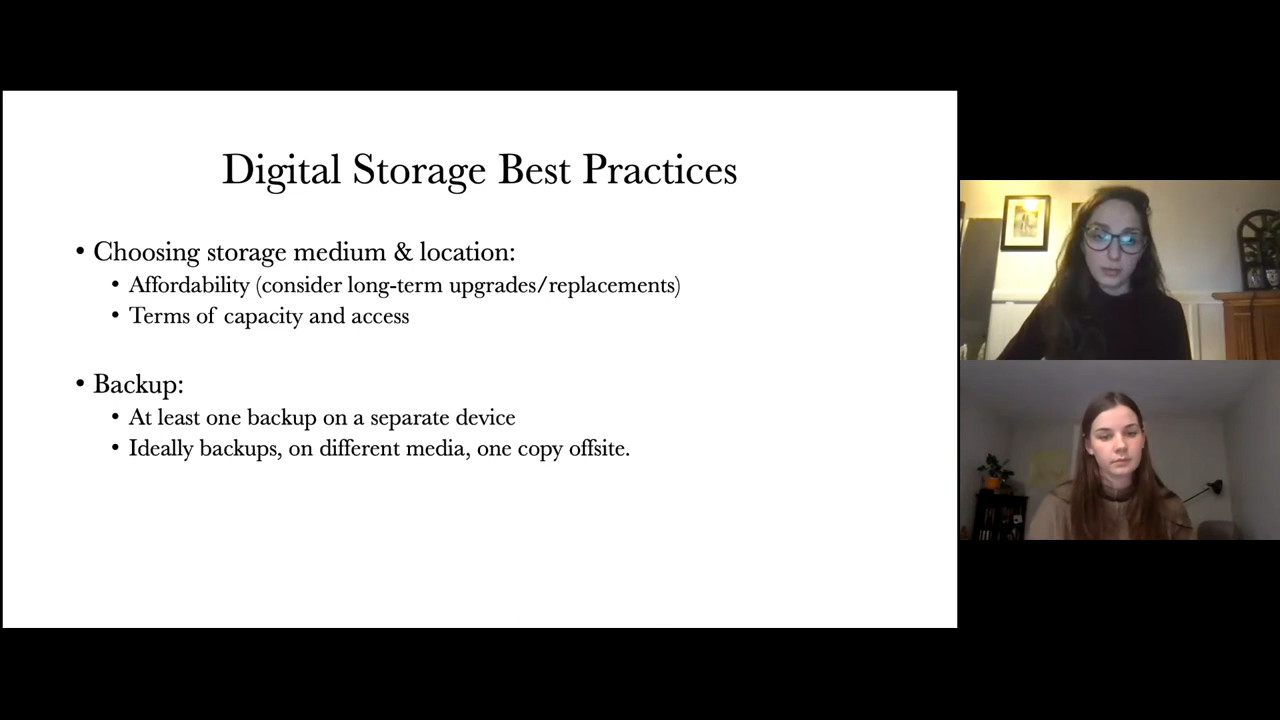 Digital Storage Best Practices
• Choosing storage medium & location:
• Affordability (consider long-term upgrades/replacements)
• Terms of capacity and access
• Backup:
• At least one backup on a separate device
• Ideally backups, on different media, one copy offsite.